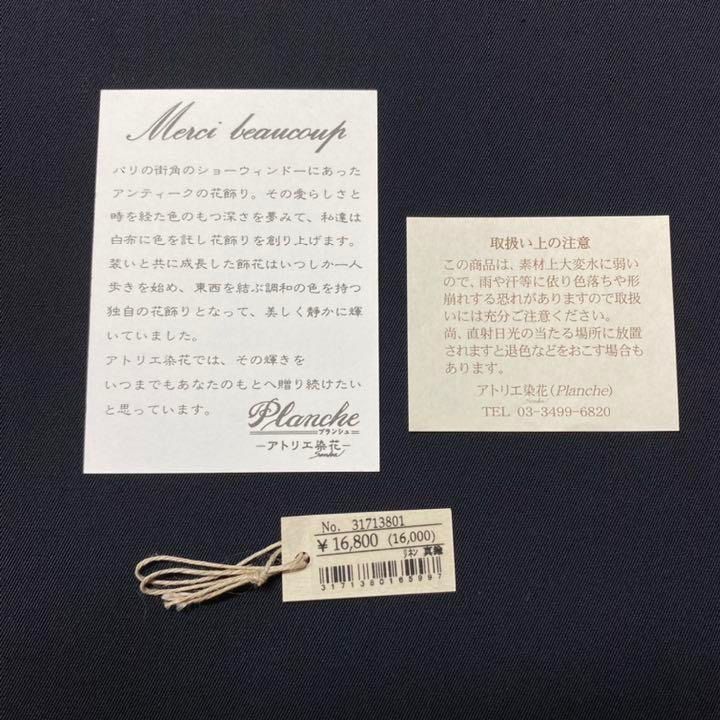 Merci beaucoup
パリの街角のショーウィンドーにあった
アンティークの花飾り。その愛らしさと
時を経た色のもつ深さを夢みて、私達は
白布に色を託し花飾りを創り上げます。
装いと共に成長した飾花はいつしか一人
歩きを始め、東西を結ぶ調和の色を持つ
独自の花飾りとなって、美しく静かに輝
いていました。
アトリエ染花では、その輝きを
いつまでもあなたのもとへ贈り続けたい
と思っています。
Planche
プランシュ
−アトリエ染花−
Senka
取扱い上の注意
この商品は、素材上大変水に弱い
ので、雨や汗等に依り色落ちや形
崩れする恐れがありますので取扱
いには充分ご注意ください。
尚、直射日光の当たる場所に放置
されますと退色などをおこす場合も
あります。
アトリエ染花(Planche)
Senka
TEL 03-3499-6820
No. 31713801
¥16,800 (16,000)
リネン 真鍮
3171380165997